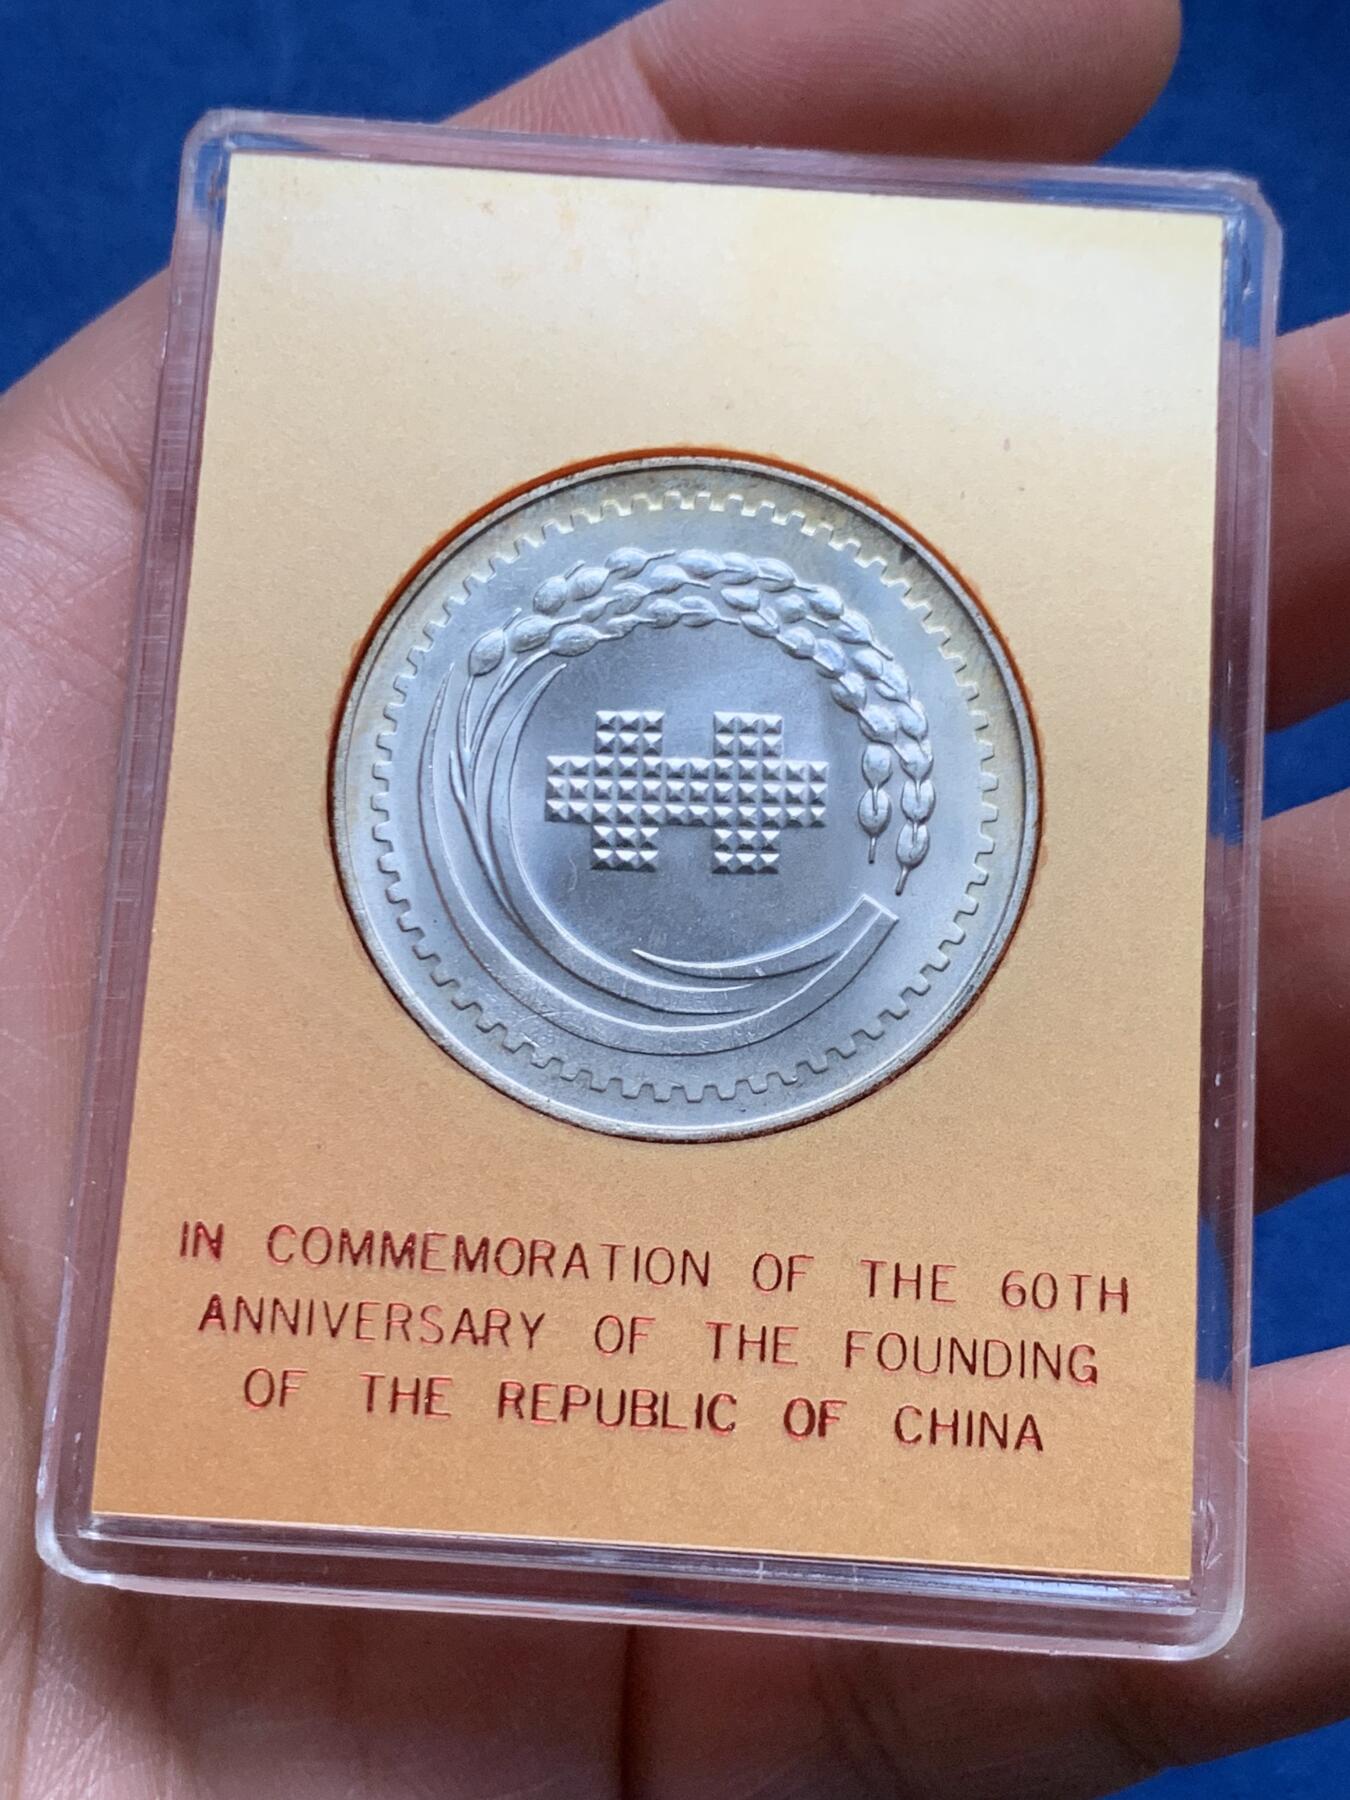 IN COMMEMORATION OF THE 60TH
ANNIVERSARY OF THE FOUNDING
OF THE REPUBLIC OF CHINA